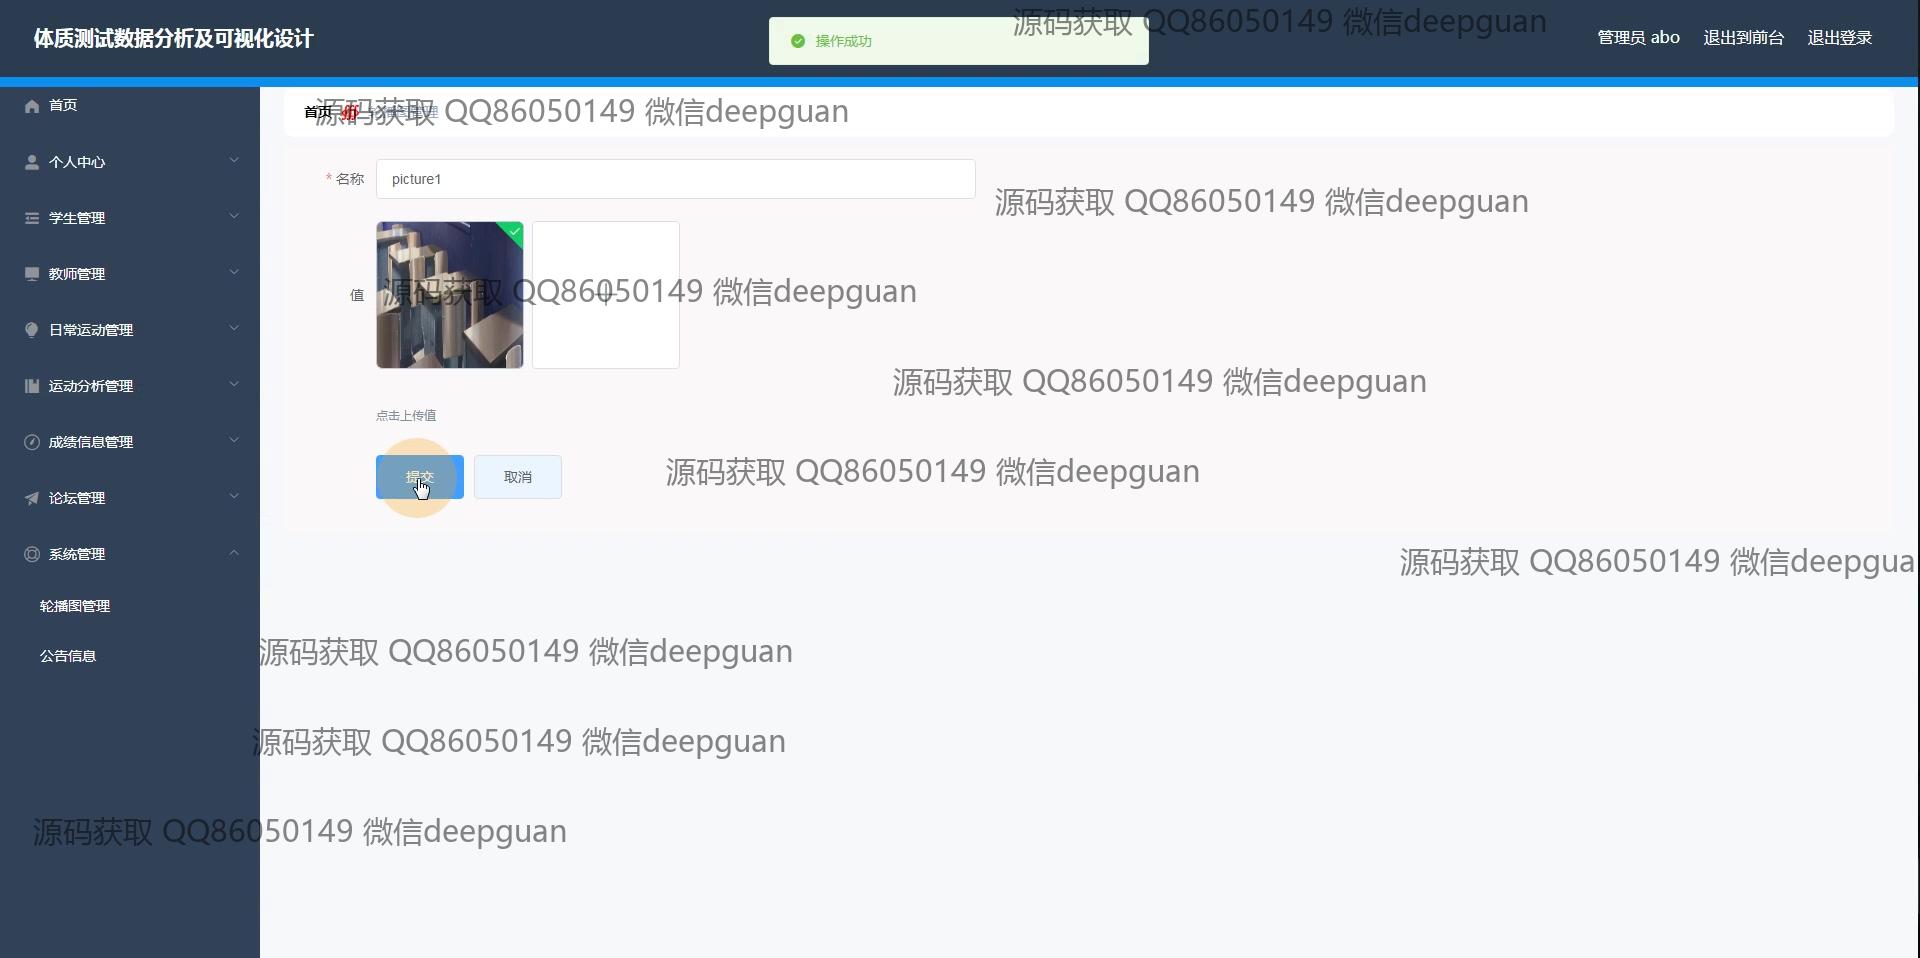 体质测试数据分析及可视化设计
操作成功
源码获取 QQ86050149 微信deepguan
管理员 abo
退出到前台
退出登录
首页
个人中心
学生管理
教师管理
日常运动管理
运动分析管理
成绩信息管理
论坛管理
系统管理
轮播图管理
公告信息
首页 轮播图管理
源码获取 QQ86050149 微信deepguan
* 名称
picture1
源码获取 QQ86050149 微信deepguan
值
源码获取 QQ86050149 微信deepguan
源码获取 QQ86050149 微信deepguan
点击上传值
提交
取消
源码获取 QQ86050149 微信deepguan
源码获取 QQ86050149 微信deepgua
源码获取 QQ86050149 微信deepguan
源码获取 QQ86050149 微信deepguan
源码获取 QQ86050149 微信deepguan